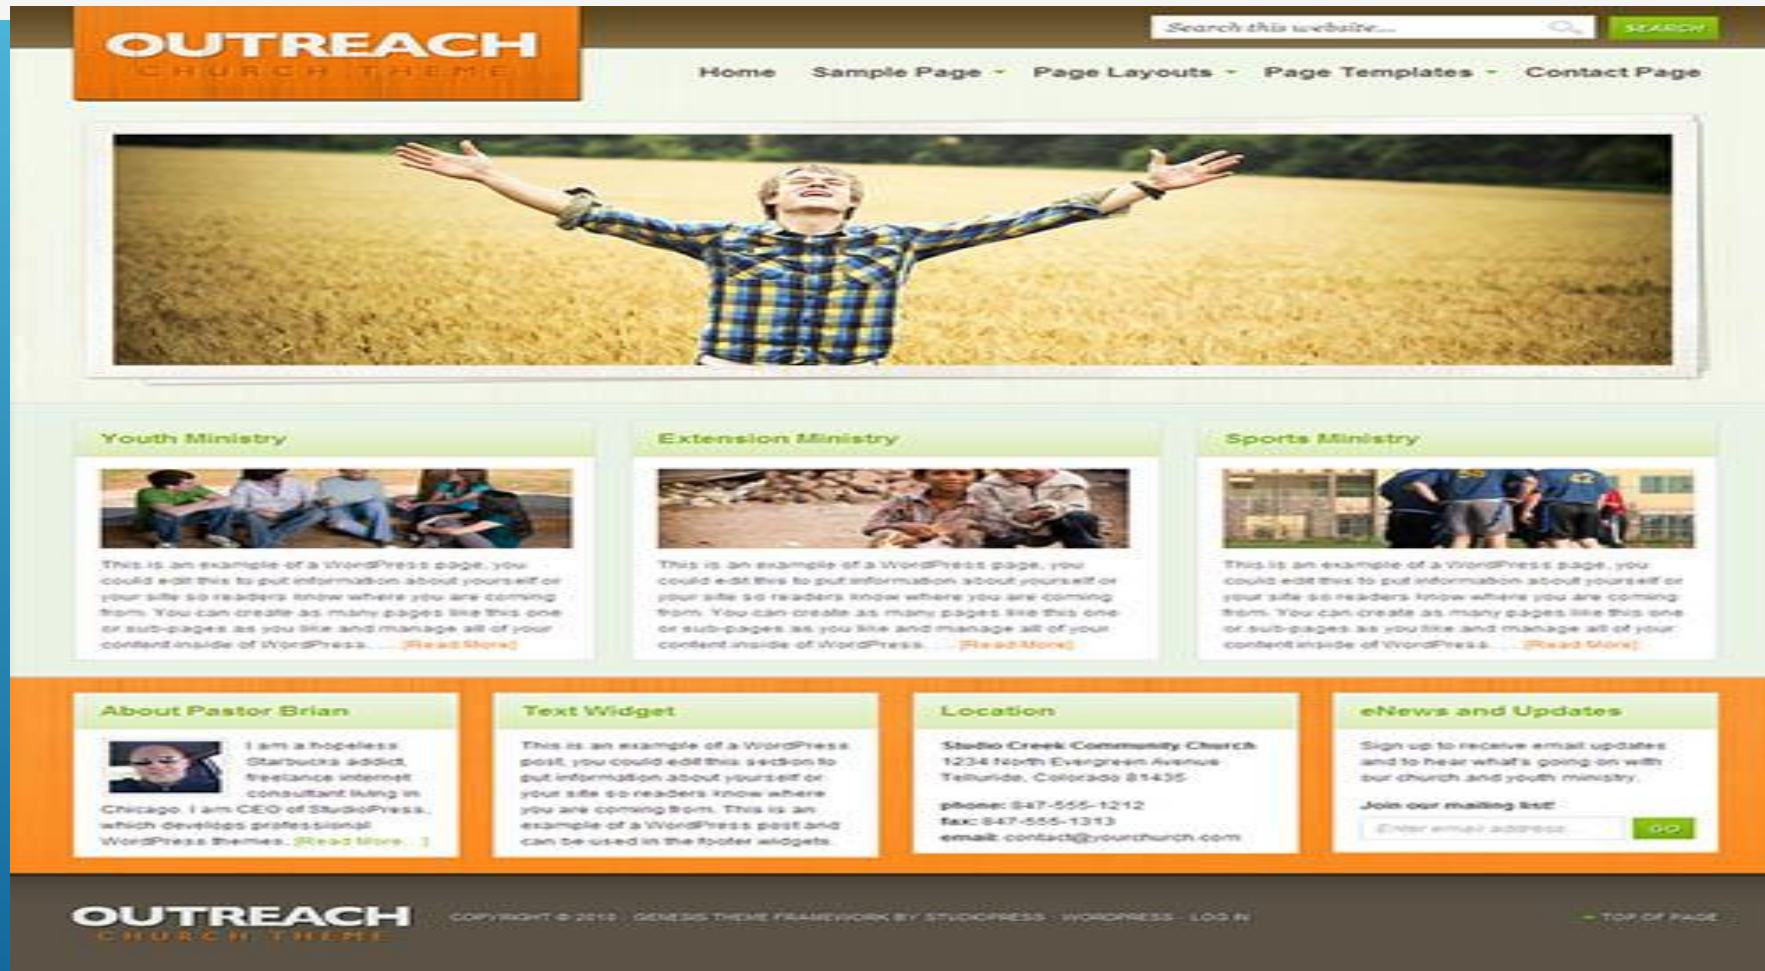 OUTREACH
CHURCH THEME
Search this website...
SEARCH
Home Sample Page Page Layouts Page Templates Contact Page
Youth Ministry
This is an example of a WordPress page, you
could edit this to put information about yourself or
your site so readers know where you are coming
from. You can create as many pages like this one
or sub-pages as you like and manage all of your
content inside of WordPress. ... [Read More]
Extension Ministry
This is an example of a WordPress page, you
could edit this to put information about yourself or
your site so readers know where you are coming
from. You can create as many pages like this one
or sub-pages as you like and manage all of your
content inside of WordPress. ... [Read More]
Sports Ministry
58
42
This is an example of a WordPress page, you
could edit this to put information about yourself or
your site so readers know where you are coming
from. You can create as many pages like this one
or sub-pages as you like and manage all of your
content inside of WordPress. ... [Read More]
About Pastor Brian
I am a hopeless
Starbucks addict,
freelance internet
consultant living in
Chicago. I am CEO of StudioPress,
which develops professional
WordPress themes. [Read More...]
Text Widget
This is an example of a WordPress
post, you could edit this section to
put information about yourself or
your site so readers know where
you are coming from. This is an
example of a WordPress post and
can be used in the footer widgets.
Location
Studio Creek Community Church
1234 North Evergreen Avenue
Telluride, Colorado 81435
phone: 847-555-1212
fax: 847-555-1313
email: contact@yourchurch.com
eNews and Updates
Sign up to receive email updates
and to hear what's going on with
our church and youth ministry.
Join our mailing list!
Enter email address...
GO
OUTREACH
CHURCH THEME
COPYRIGHT © 2010 · GENESIS THEME FRAMEWORK BY STUDIOPRESS · WORDPRESS · LOG IN
TOP OF PAGE